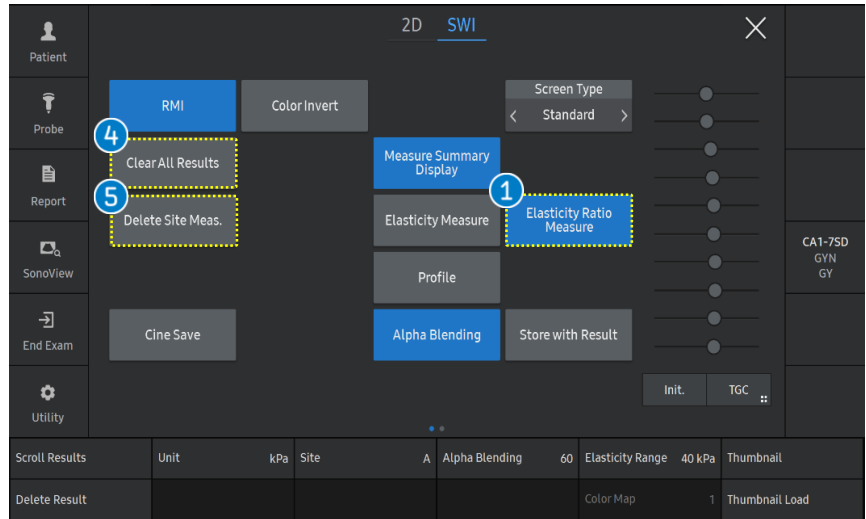 2D SWI
Patient
Probe
Report
SonoView
End Exam
Utility
RMI
Color Invert
Screen Type
< Standard >
4
Clear All Results
Measure Summary
Display
5
Delete Site Meas.
Elasticity Measure
1
Elasticity Ratio
Measure
Profile
Cine Save
Alpha Blending
Store with Result
Init.
TGC
CA1-7SD
GYN
GY
Scroll Results
Unit kPa
Site A
Alpha Blending 60
Elasticity Range 40 kPa
Thumbnail
Delete Result
Color Map 1
Thumbnail Load